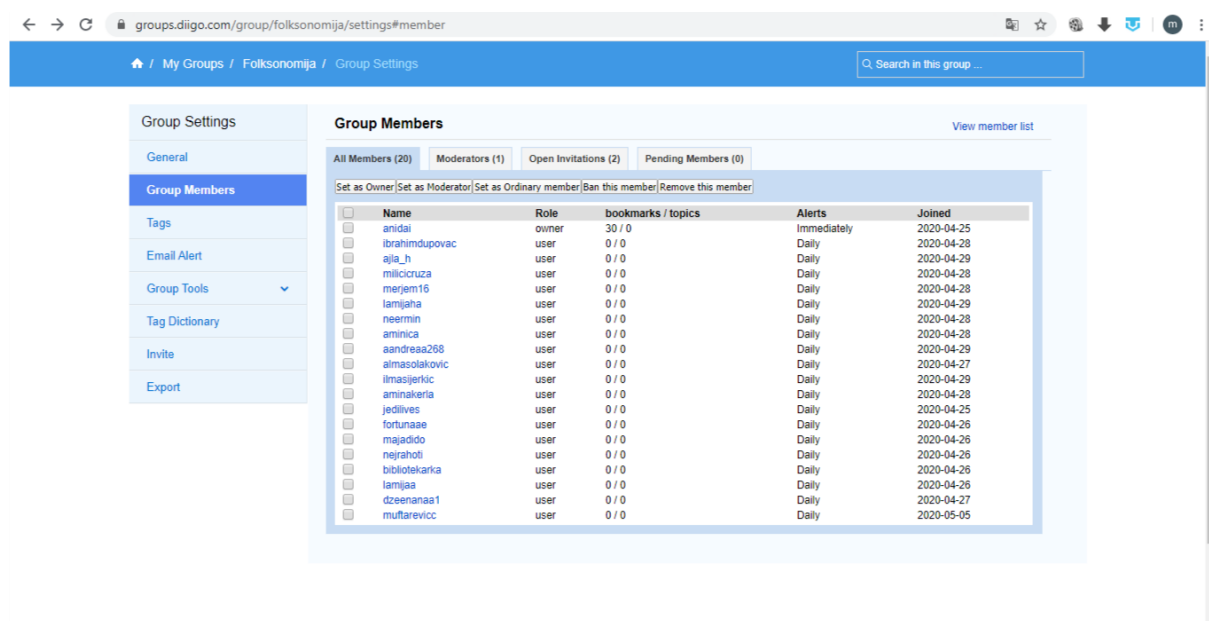 groups.diigo.com/group/folksonomija/settings#member
m
/ My Groups / Folksonomija / Group Settings
Search in this group ...
Group Settings
General
Group Members
Tags
Email Alert
Group Tools
Tag Dictionary
Invite
Export
Group Members
View member list
All Members (20) Moderators (1) Open Invitations (2) Pending Members (0)
Set as Owner Set as Moderator Set as Ordinary member Ban this member Remove this member
Name Role bookmarks / topics Alerts Joined
anidai owner 30 / 0 Immediately 2020-04-25
ibrahimdupovac user 0 / 0 Daily 2020-04-28
ajla_h user 0 / 0 Daily 2020-04-29
milicicruza user 0 / 0 Daily 2020-04-28
merjem16 user 0 / 0 Daily 2020-04-28
lamijaha user 0 / 0 Daily 2020-04-29
neermin user 0 / 0 Daily 2020-04-28
aminica user 0 / 0 Daily 2020-04-28
aandreaa268 user 0 / 0 Daily 2020-04-29
almasolakovic user 0 / 0 Daily 2020-04-27
ilmasijerkic user 0 / 0 Daily 2020-04-29
aminakerla user 0 / 0 Daily 2020-04-28
jedilives user 0 / 0 Daily 2020-04-25
fortunaae user 0 / 0 Daily 2020-04-26
majadido user 0 / 0 Daily 2020-04-26
nejrahoti user 0 / 0 Daily 2020-04-26
bibliotekarka user 0 / 0 Daily 2020-04-26
lamijaa user 0 / 0 Daily 2020-04-26
dzeenanaa1 user 0 / 0 Daily 2020-04-27
muftarevicc user 0 / 0 Daily 2020-05-05